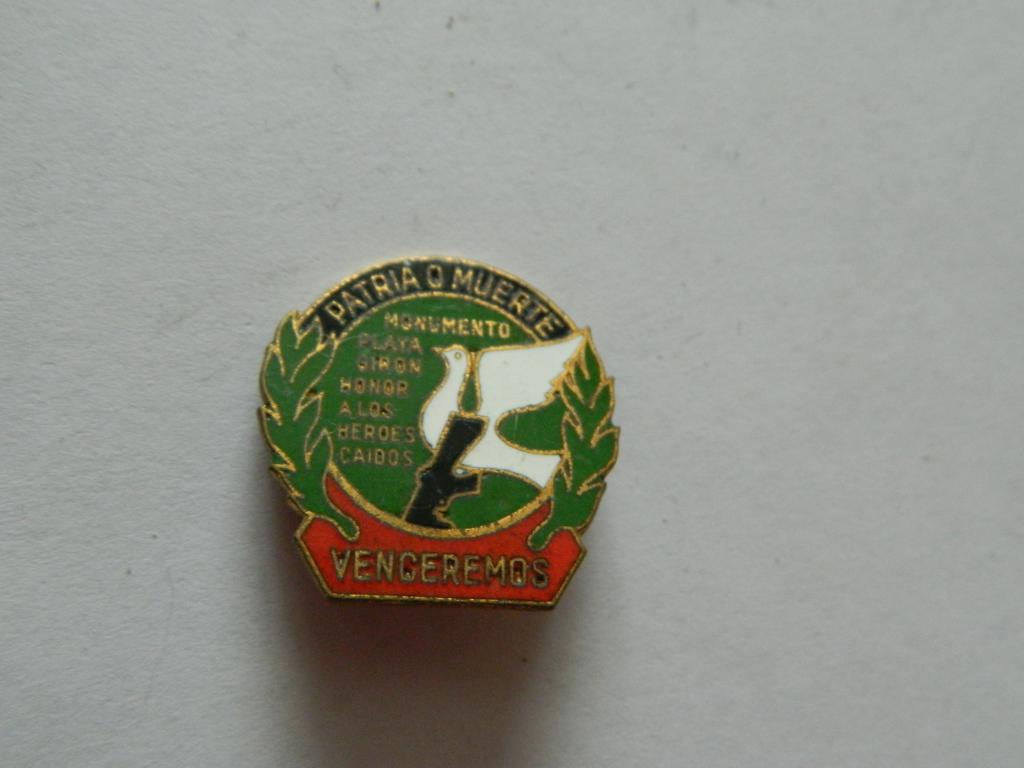 PATRIA O MUERTE
MONUMENTO
PLAYA
GIRON
HONOR
A LOS
HEROES
CAIDOS
VENCEREMOS